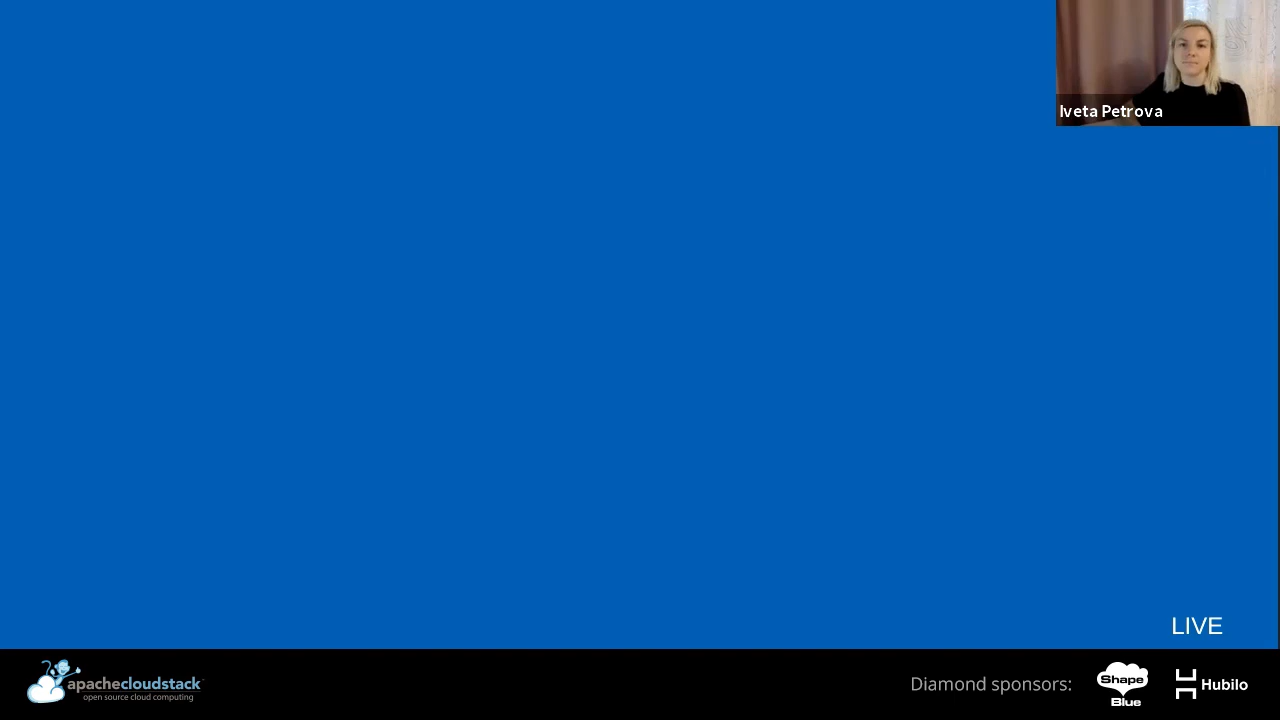 Iveta Petrova
LIVE
apachecloudstack
open source cloud computing
Diamond sponsors:
Shape
Blue
Hubilo